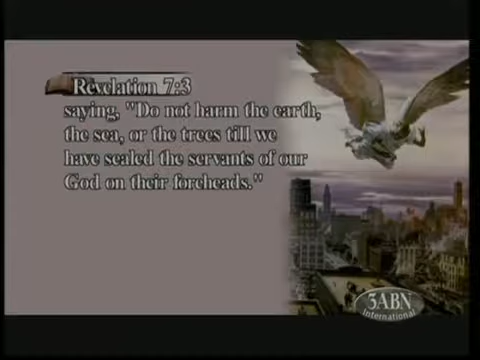 Revelation 7:3
saying, "Do not harm the earth,
the sea, or the trees till we
have sealed the servants of our
God on their foreheads."
3ABN
International